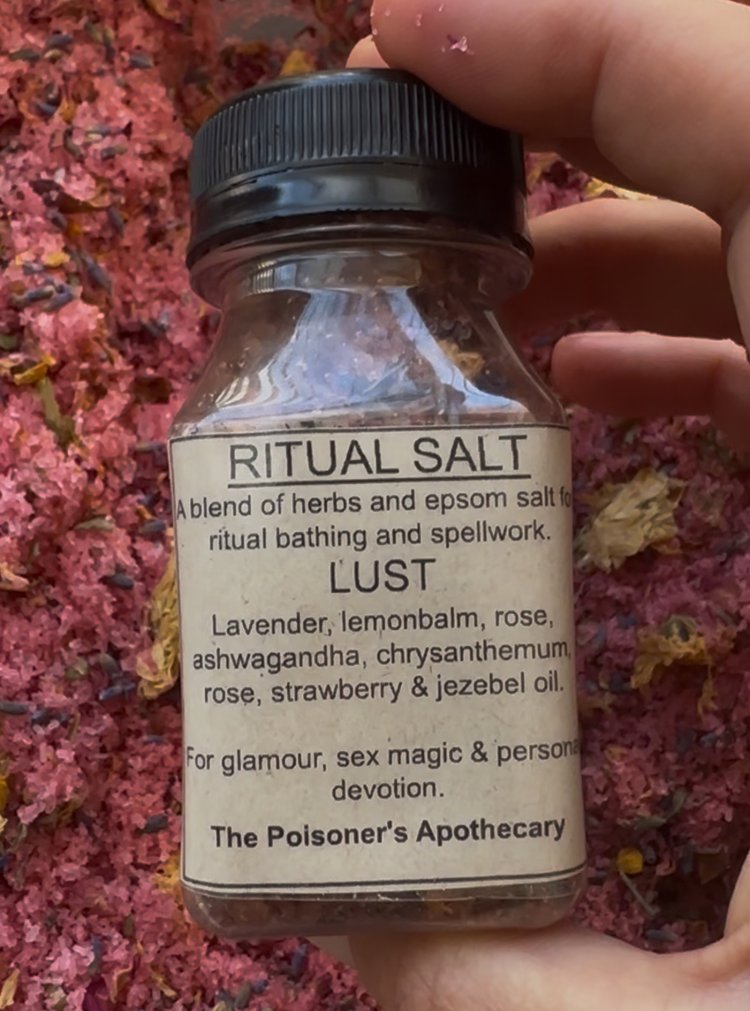 RITUAL SALT
A blend of herbs and epsom salt fo
ritual bathing and spellwork.
LUST
Lavender, lemonbalm, rose,
ashwagandha, chrysanthemum,
rose, strawberry & jezebel oil.
For glamour, sex magic & persona
devotion.
The Poisoner's Apothecary